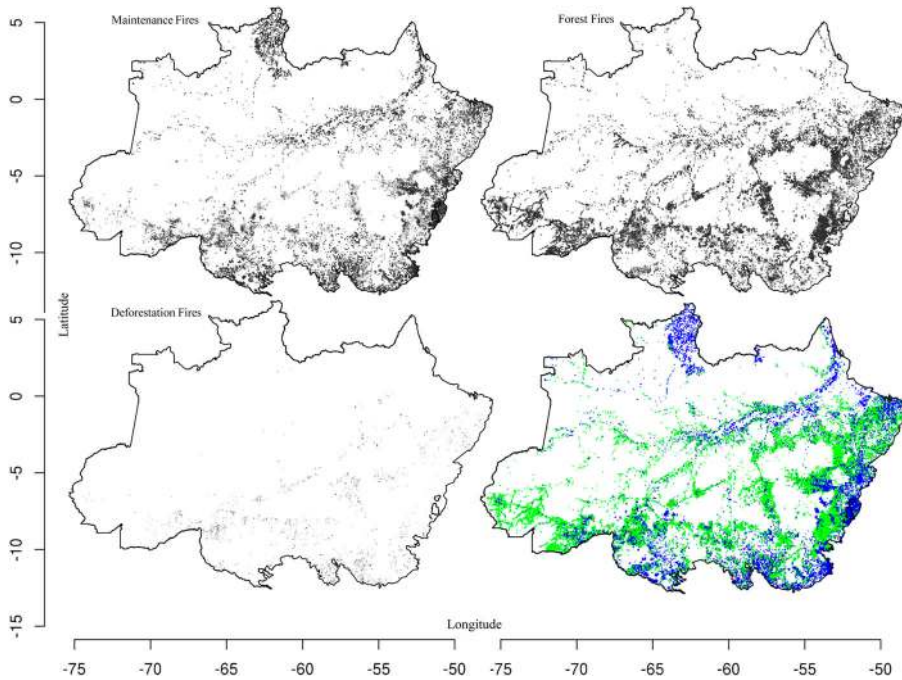 Maintenance Fires
Forest Fires
5
0
-5
-10
Deforestation Fires
Latitude
5
0
-5
-10
-15
Longitude
-75 -70 -65 -60 -55 -50 -75 -70 -65 -60 -55 -50